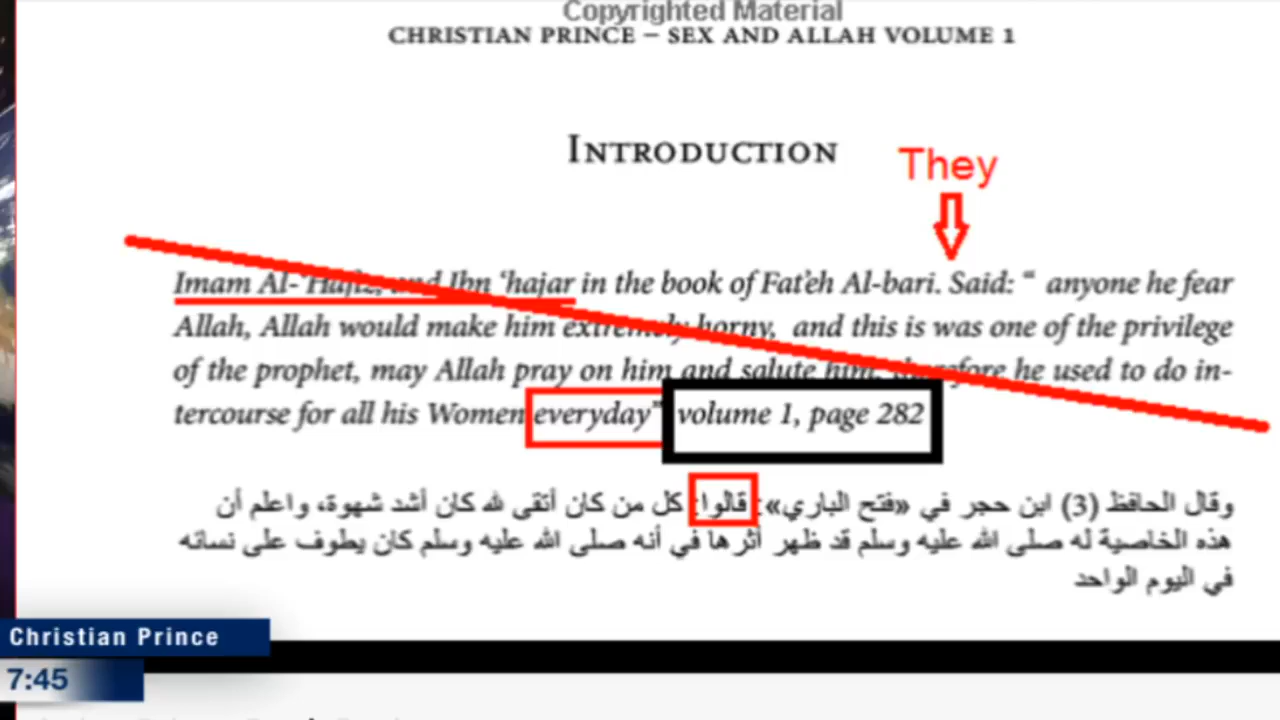 Copyrighted Material
CHRISTIAN PRINCE – SEX AND ALLAH VOLUME 1
INTRODUCTION
They
Imam Al- Hafiz, and Ibn ‘hajar in the book of Fat’eh Al-bari. Said: “ anyone he fear
Allah, Allah would make him extremely horny, and this is was one of the privilege
of the prophet, may Allah pray on him and salute him, therefore he used to do in-
tercourse for all his Women everyday” volume 1, page 282
وقال الحافظ (3) ابن حجر في «فتح الباري»: قالوا: كل من كان أتقى لله كان أشد شهوة، واعلم أن
هذه الخاصية له صلى الله عليه وسلم قد ظهر أثرها في أنه صلى الله عليه وسلم كان يطوف على نسائه
في اليوم الواحد
Christian Prince
7:45